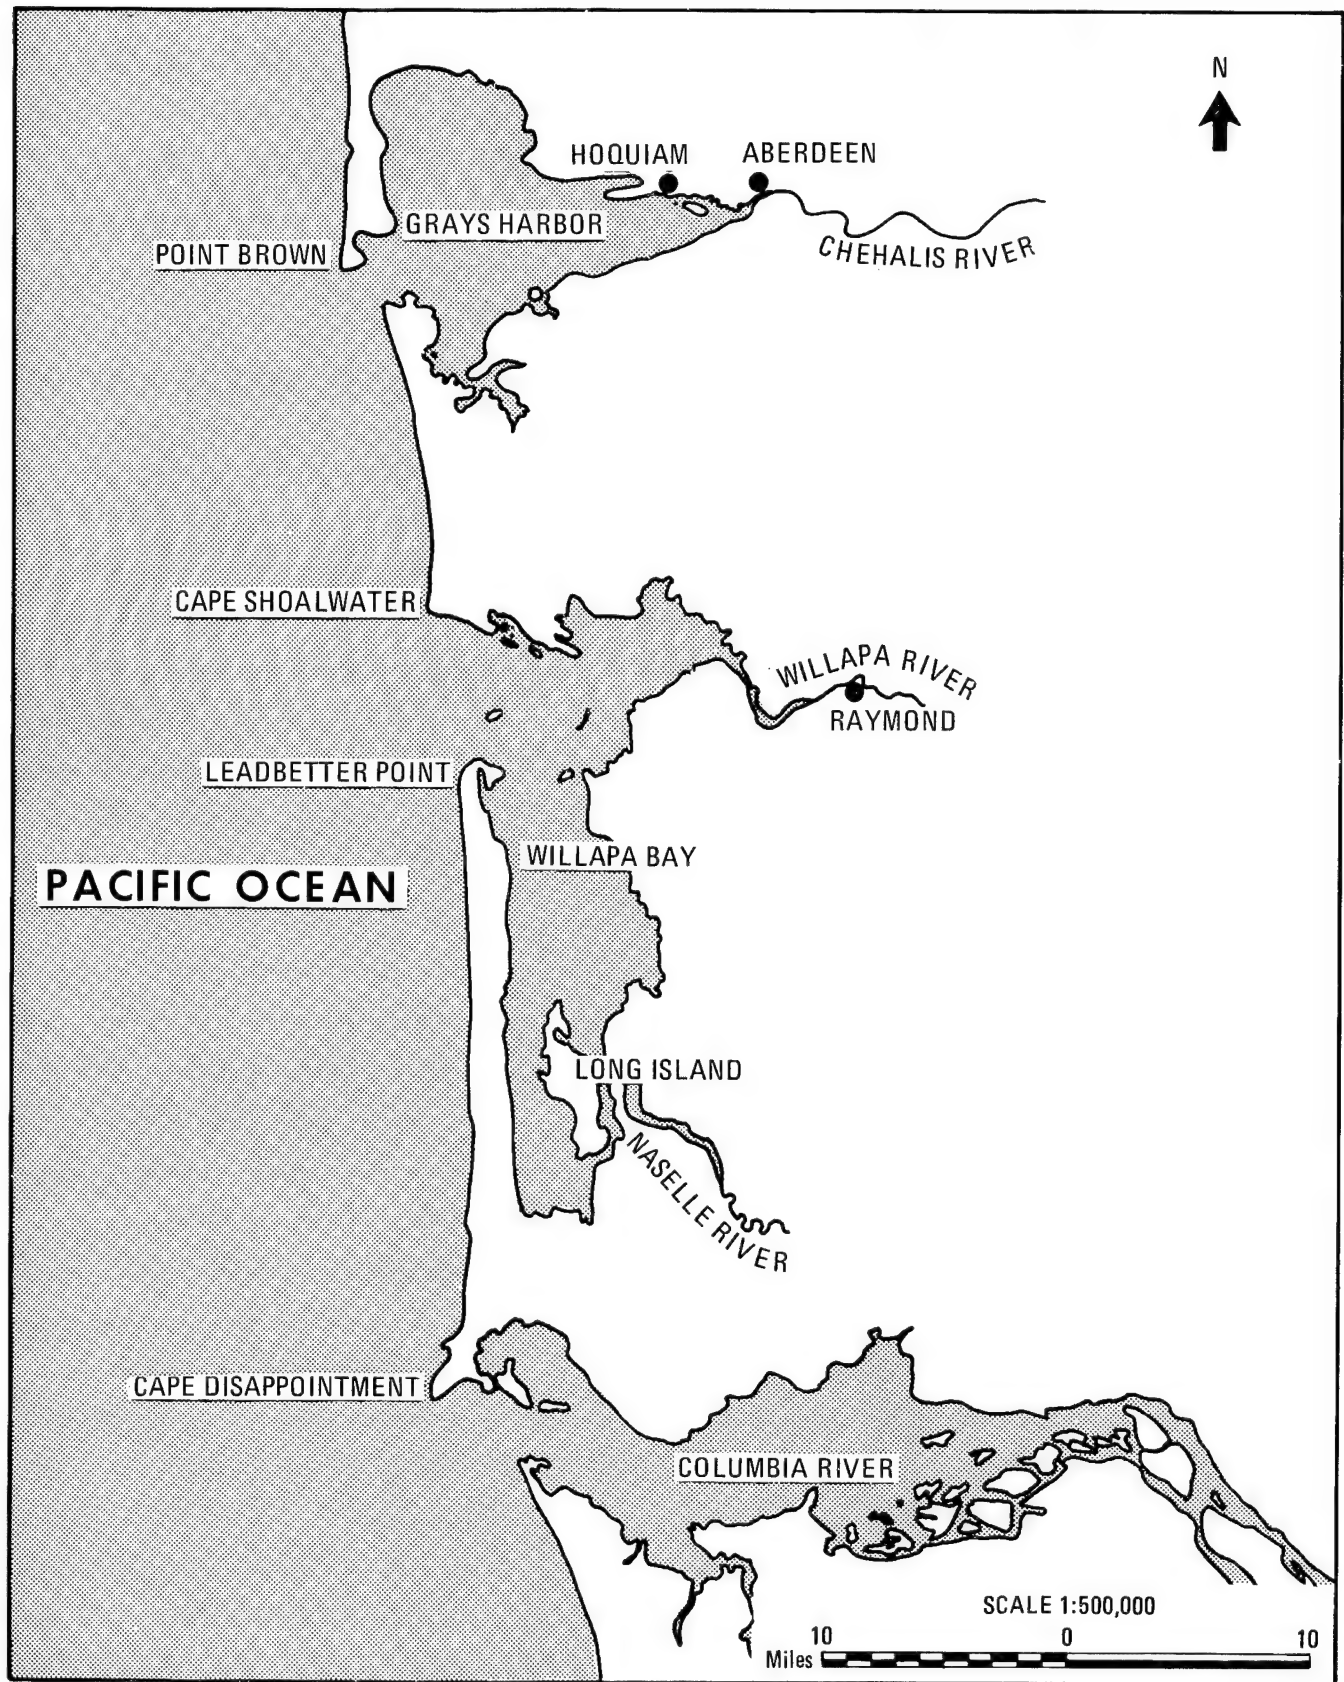 N
HOQUIAM
ABERDEEN
GRAYS HARBOR
POINT BROWN
CHEHALIS RIVER
CAPE SHOALWATER
WILLAPA RIVER
RAYMOND
LEADBETTER POINT
WILLAPA BAY
PACIFIC OCEAN
LONG ISLAND
NASELLE RIVER
CAPE DISAPPOINTMENT
COLUMBIA RIVER
SCALE 1:500,000
10 0 10
Miles